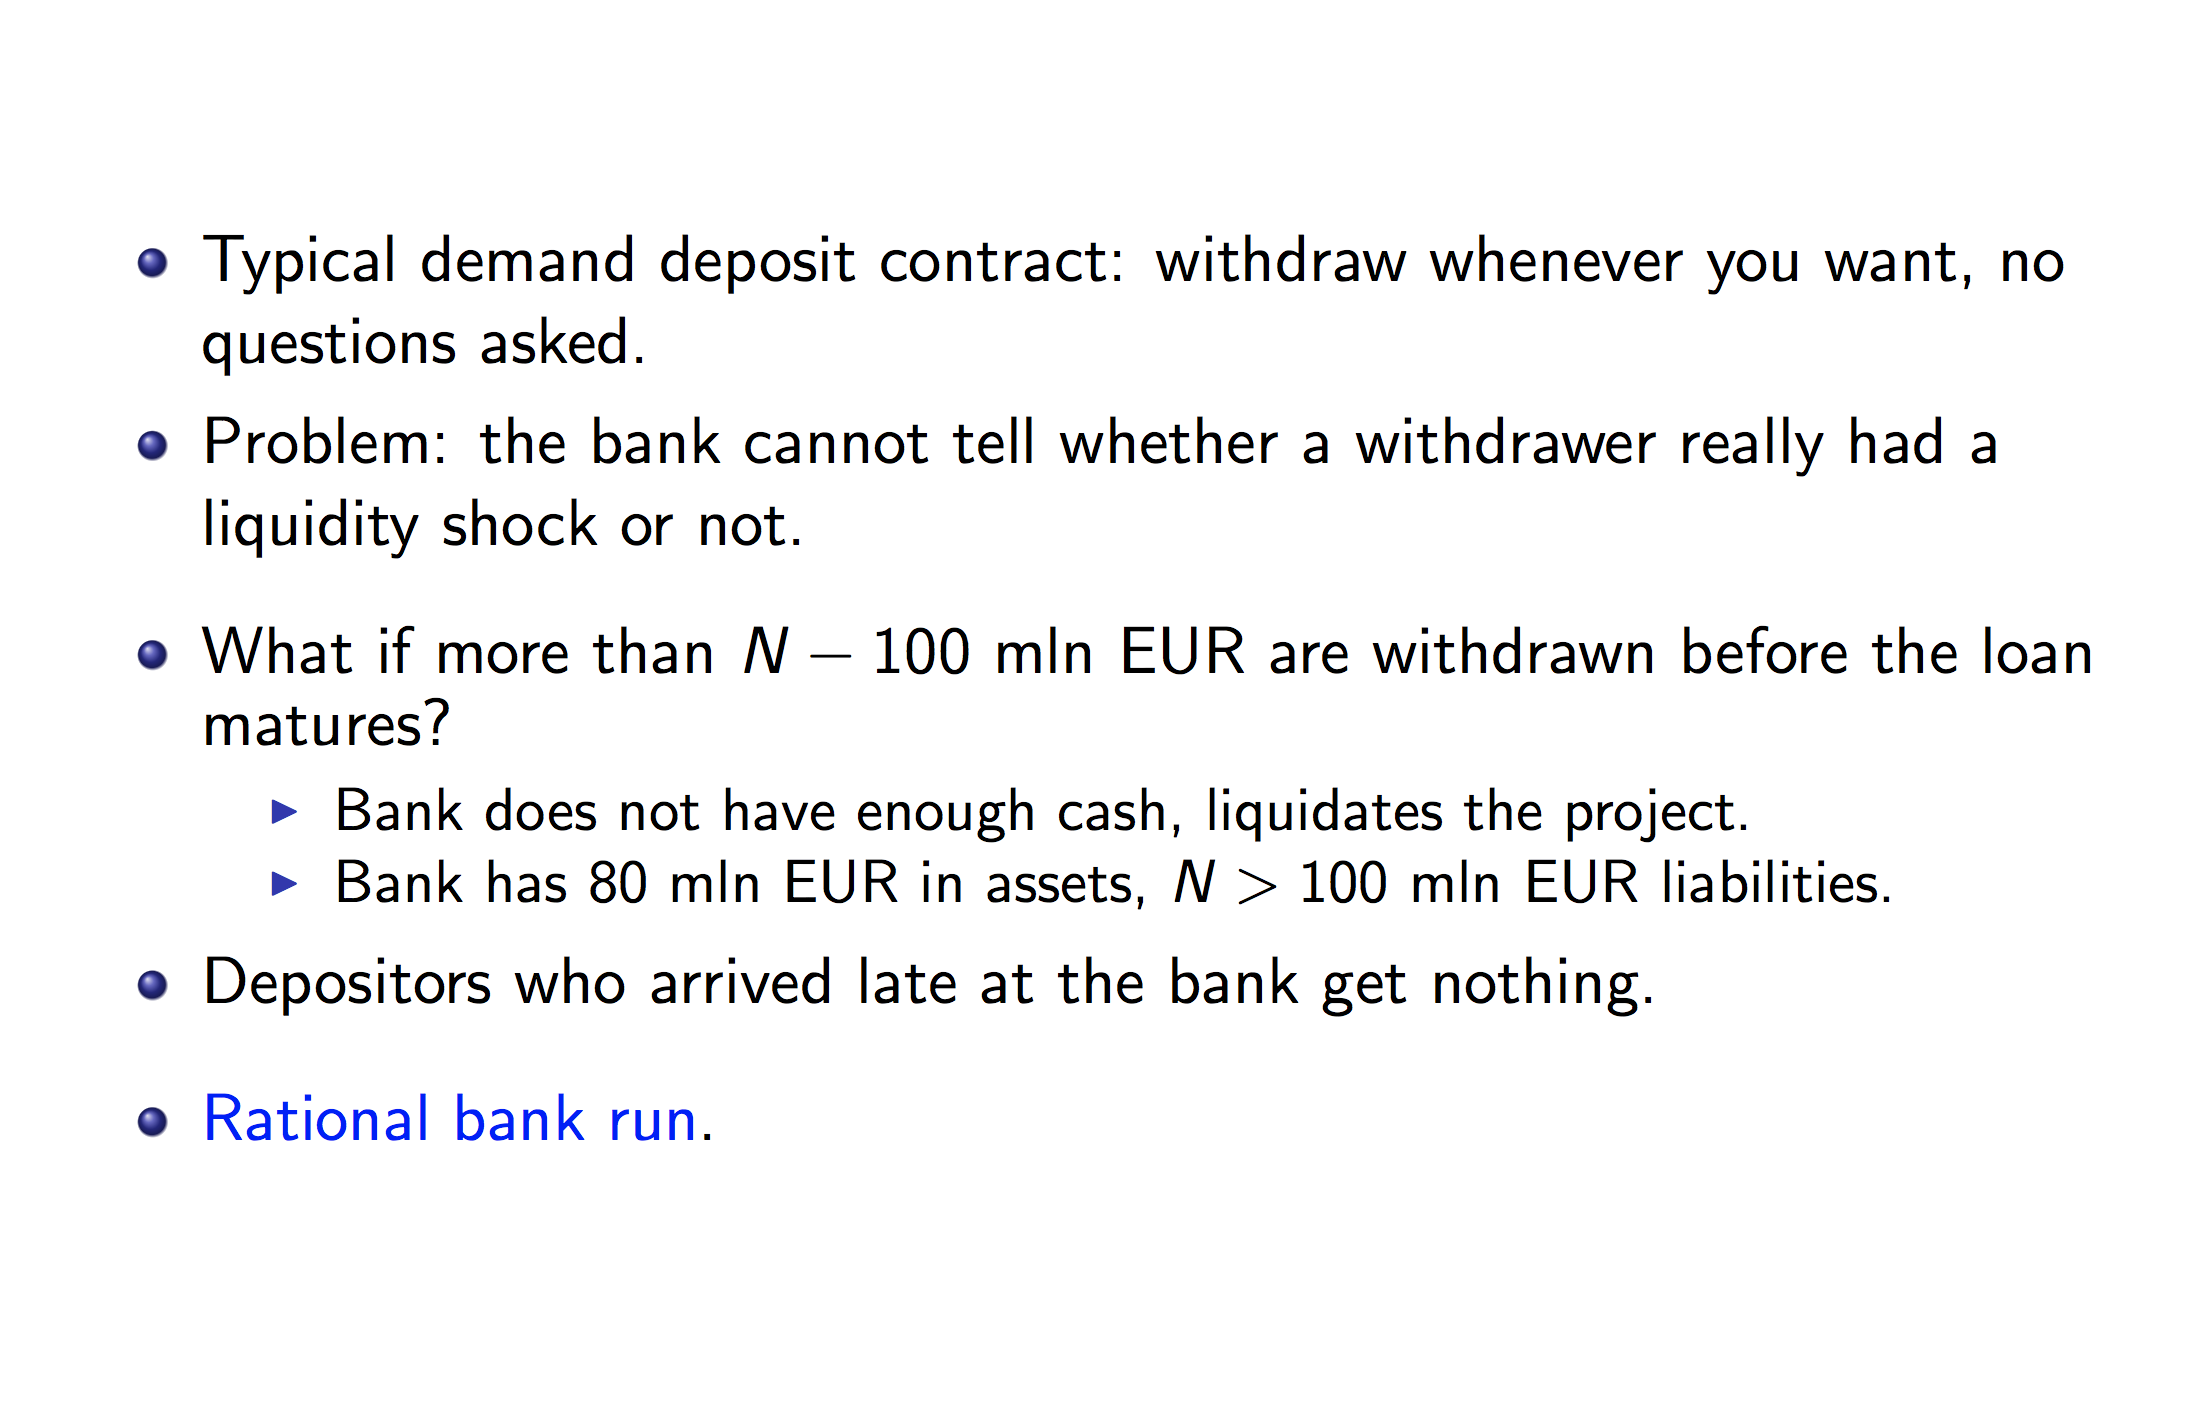 Typical demand deposit contract: withdraw whenever you want, no
questions asked.
Problem: the bank cannot tell whether a withdrawer really had a
liquidity shock or not.
What if more than N − 100 mln EUR are withdrawn before the loan
matures?
Bank does not have enough cash, liquidates the project.
Bank has 80 mln EUR in assets, N > 100 mln EUR liabilities.
Depositors who arrived late at the bank get nothing.
Rational bank run.